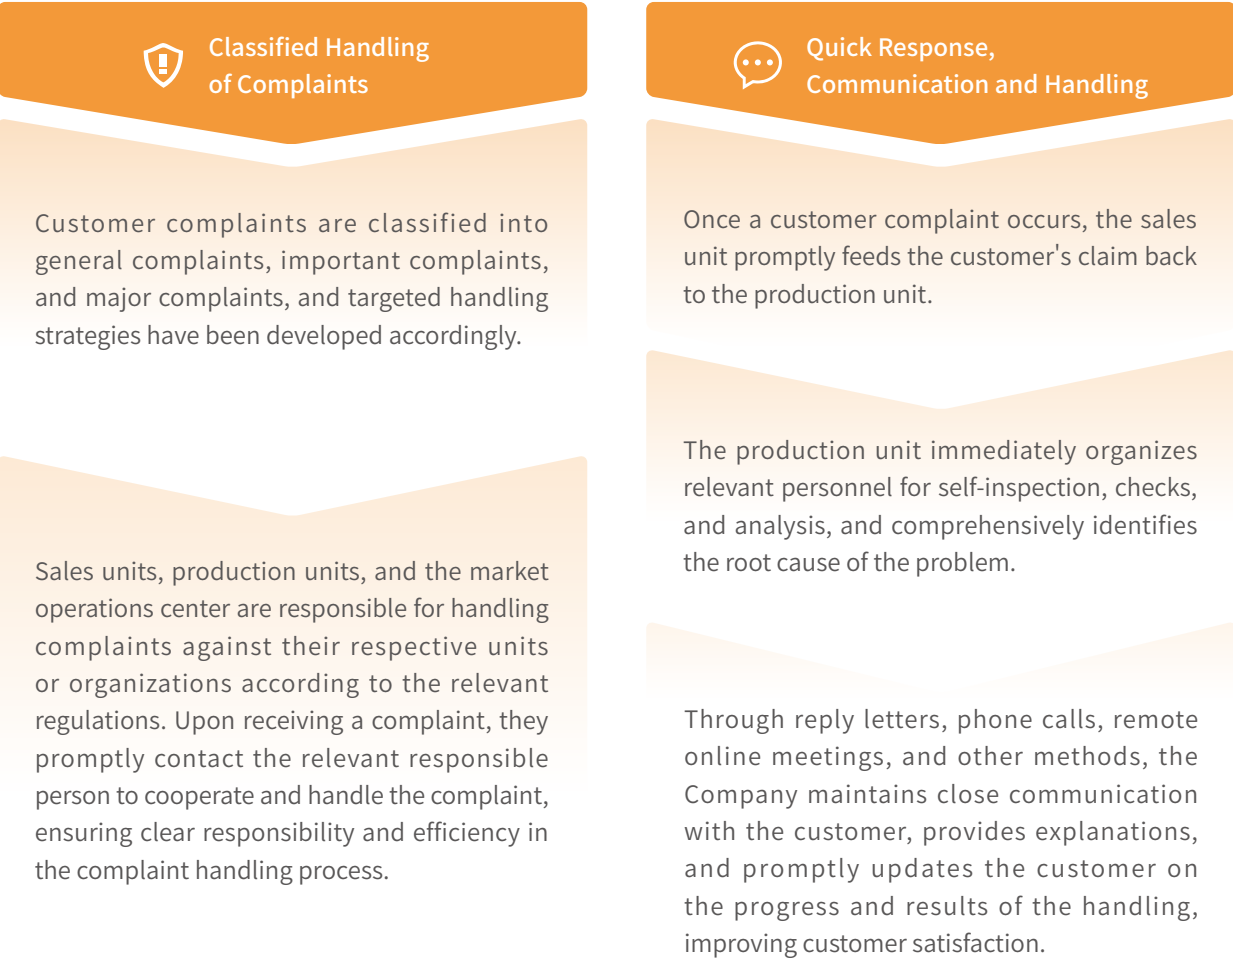 Classified Handling
of Complaints
Customer complaints are classified into
general complaints, important complaints,
and major complaints, and targeted handling
strategies have been developed accordingly.
Sales units, production units, and the market
operations center are responsible for handling
complaints against their respective units
or organizations according to the relevant
regulations. Upon receiving a complaint, they
promptly contact the relevant responsible
person to cooperate and handle the complaint,
ensuring clear responsibility and efficiency in
the complaint handling process.
Quick Response,
Communication and Handling
Once a customer complaint occurs, the sales
unit promptly feeds the customer's claim back
to the production unit.
The production unit immediately organizes
relevant personnel for self-inspection, checks,
and analysis, and comprehensively identifies
the root cause of the problem.
Through reply letters, phone calls, remote
online meetings, and other methods, the
Company maintains close communication
with the customer, provides explanations,
and promptly updates the customer on
the progress and results of the handling,
improving customer satisfaction.